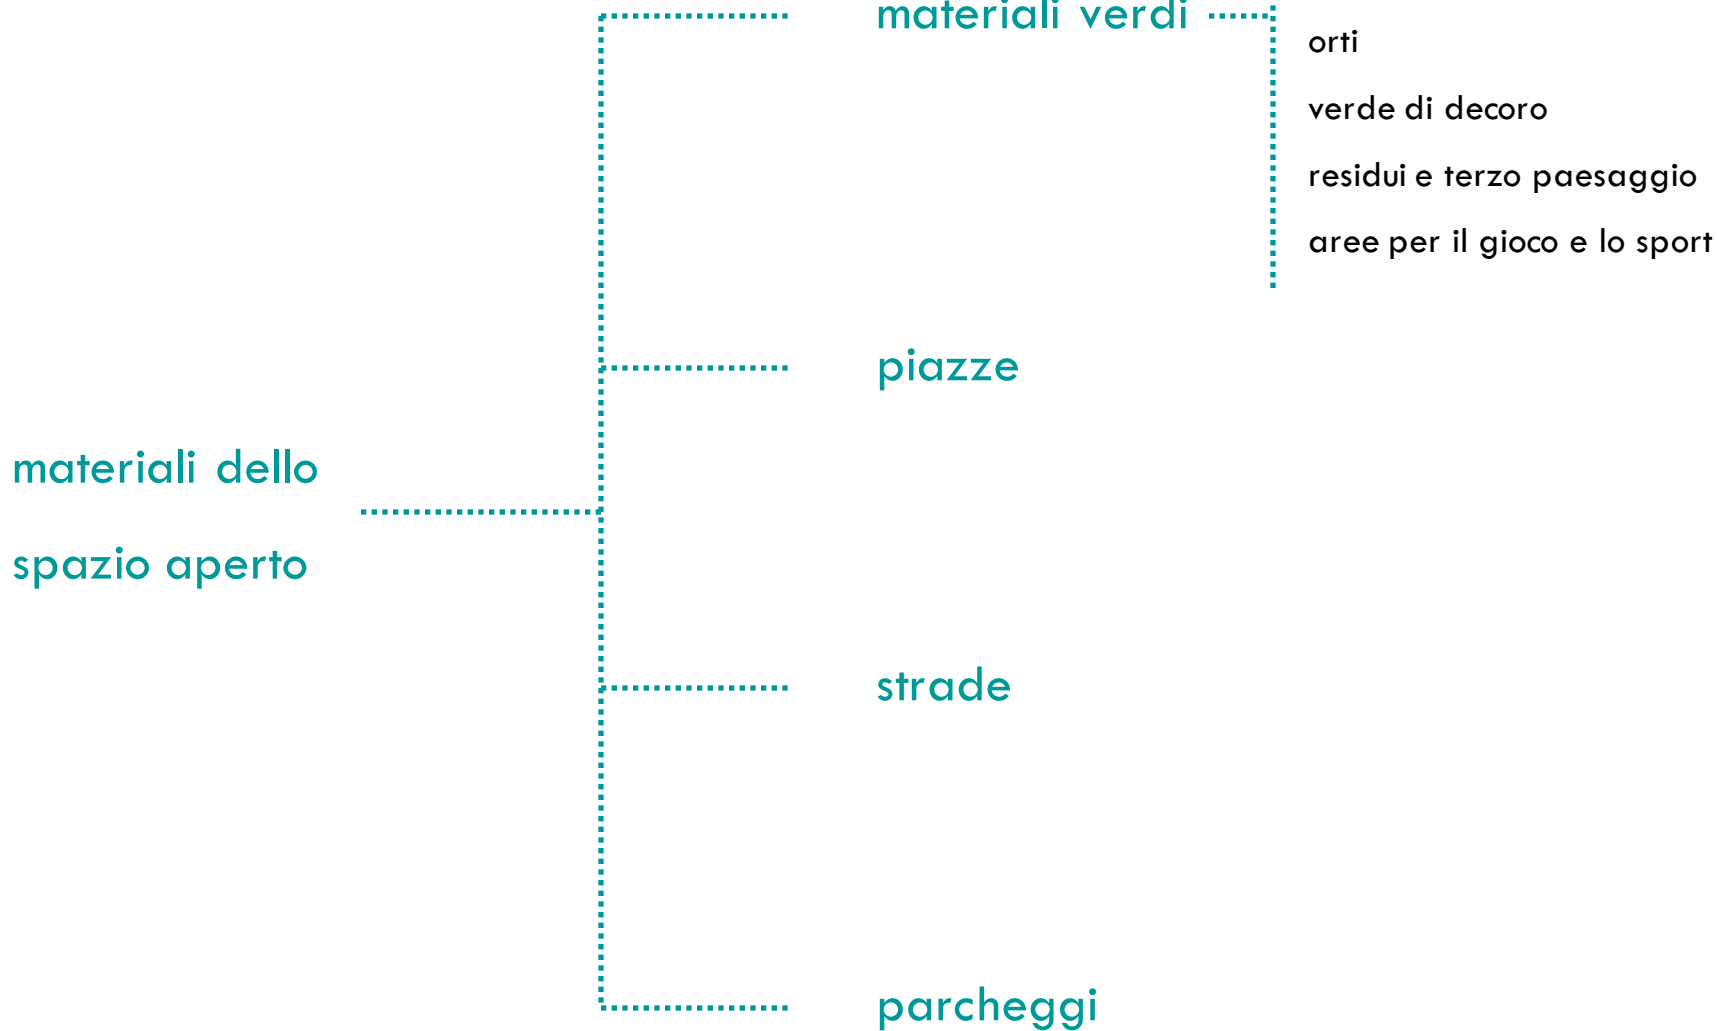 materiali verdi
orti
verde di decoro
residui e terzo paesaggio
aree per il gioco e lo sport
piazze
materiali dello
spazio aperto
strade
parcheggi